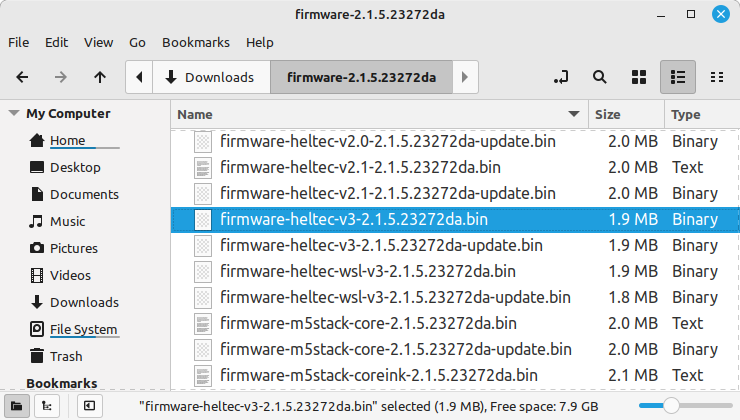 firmware-2.1.5.23272da
File Edit View Go Bookmarks Help
Downloads firmware-2.1.5.23272da
My Computer
Home
Desktop
Documents
Music
Pictures
Videos
Downloads
File System
Trash
Bookmarks
Name Size Type
firmware-heltec-v2.0-2.1.5.23272da-update.bin 2.0 MB Binary
firmware-heltec-v2.1-2.1.5.23272da.bin 2.0 MB Text
firmware-heltec-v2.1-2.1.5.23272da-update.bin 2.0 MB Binary
firmware-heltec-v3-2.1.5.23272da.bin 1.9 MB Binary
firmware-heltec-v3-2.1.5.23272da-update.bin 1.9 MB Binary
firmware-heltec-wsl-v3-2.1.5.23272da.bin 1.9 MB Binary
firmware-heltec-wsl-v3-2.1.5.23272da-update.bin 1.8 MB Binary
firmware-m5stack-core-2.1.5.23272da.bin 2.0 MB Text
firmware-m5stack-core-2.1.5.23272da-update.bin 2.0 MB Binary
firmware-m5stack-coreink-2.1.5.23272da.bin 2.1 MB Text
"firmware-heltec-v3-2.1.5.23272da.bin" selected (1.9 MB), Free space: 7.9 GB